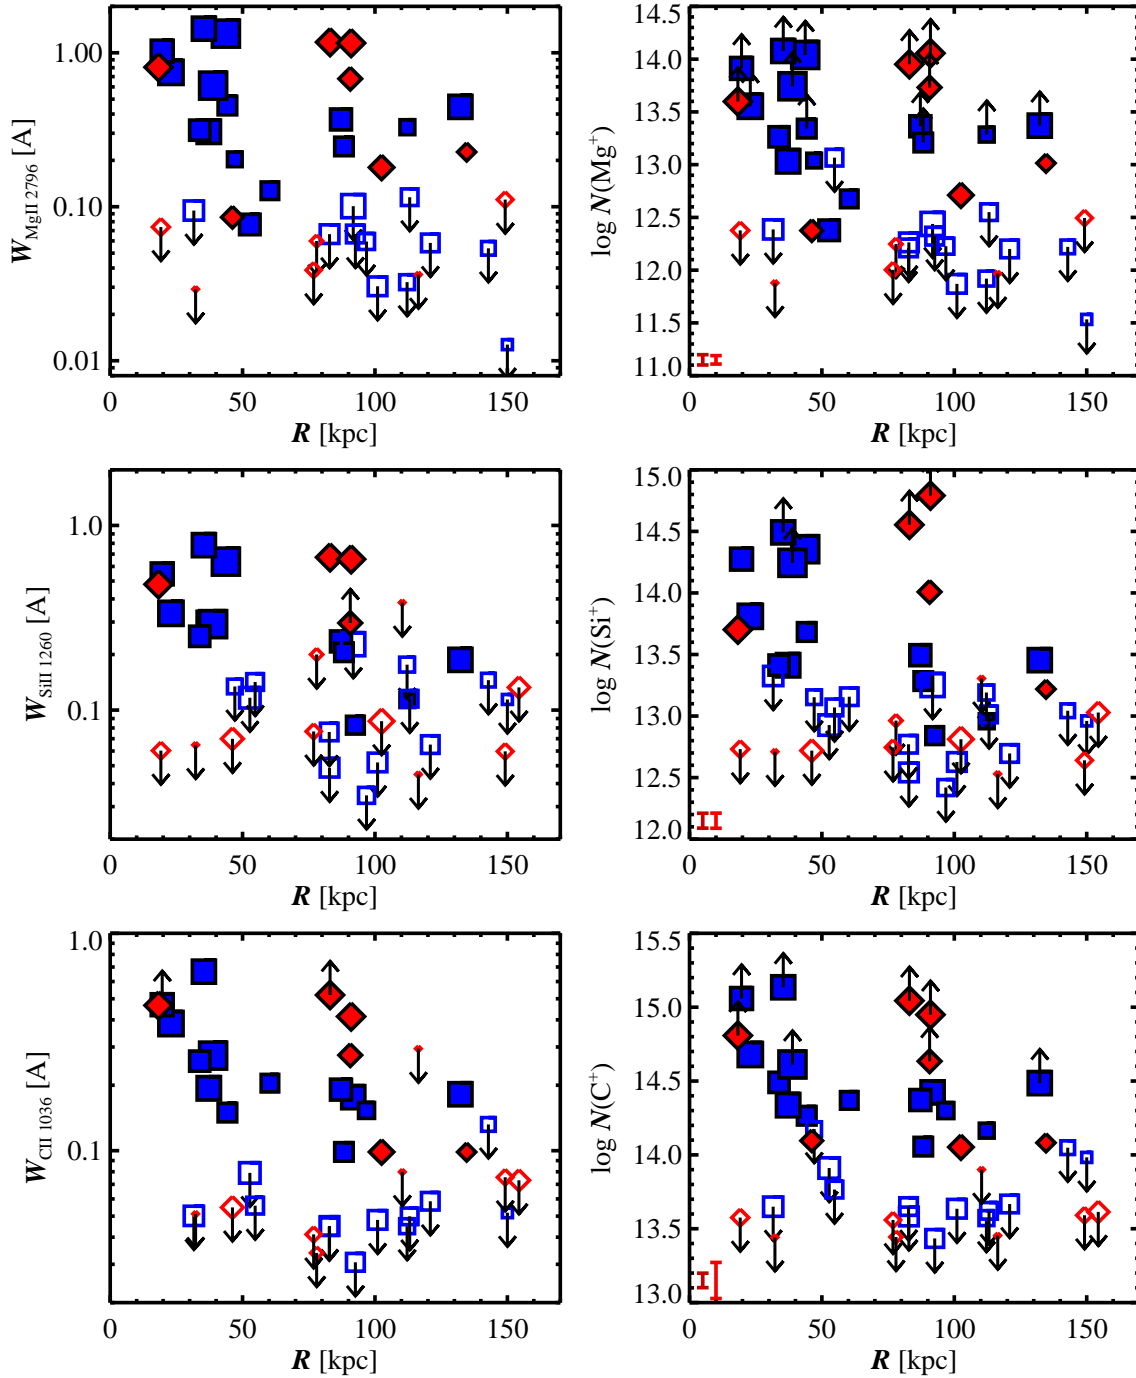 1.00
0.10
0.01
W_MgII 2796 [A]
0 50 100 150
R [kpc]
14.5
14.0
13.5
13.0
12.5
12.0
11.5
11.0
log N(Mg⁺)
0 50 100 150
R [kpc]
1.0
0.1
W_SiII 1260 [A]
0 50 100 150
R [kpc]
15.0
14.5
14.0
13.5
13.0
12.5
12.0
log N(Si⁺)
0 50 100 150
R [kpc]
1.0
0.1
W_CII 1036 [A]
0 50 100 150
R [kpc]
15.5
15.0
14.5
14.0
13.5
13.0
log N(C⁺)
0 50 100 150
R [kpc]